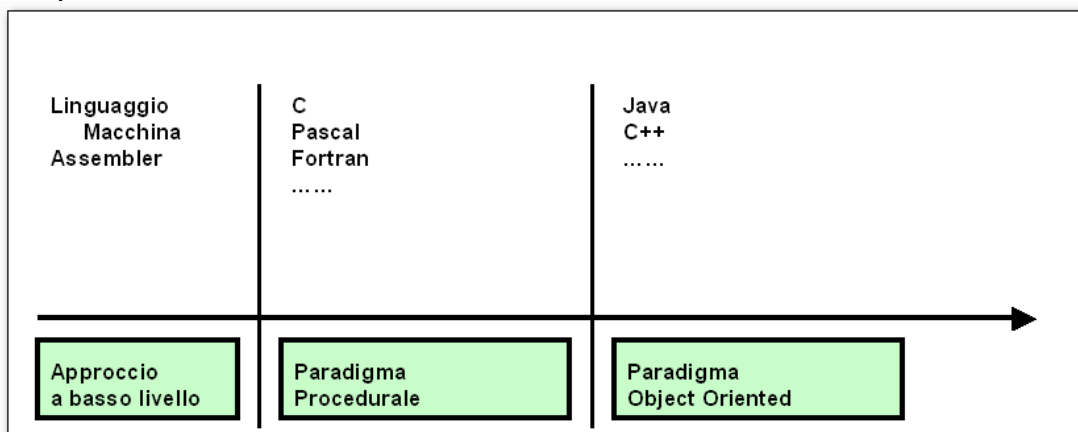 Linguaggio
Macchina
Assembler
C
Pascal
Fortran
... ...
Java
C++
... ...
Approccio
a basso livello
Paradigma
Procedurale
Paradigma
Object Oriented